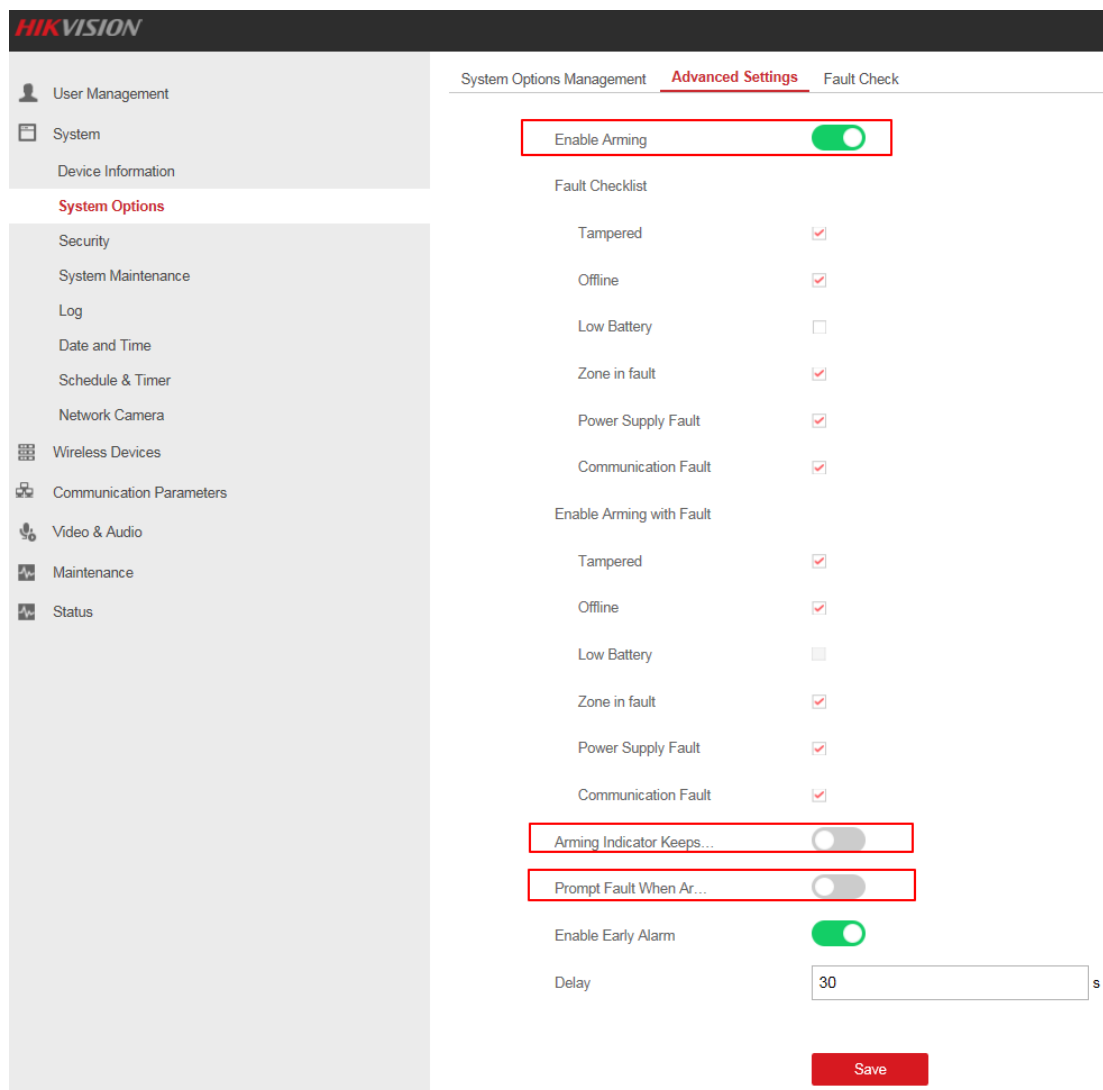 HIKVISION
User Management
System
Device Information
System Options
Security
System Maintenance
Log
Date and Time
Schedule & Timer
Network Camera
Wireless Devices
Communication Parameters
Video & Audio
Maintenance
Status
System Options Management Advanced Settings Fault Check
Enable Arming
Fault Checklist
Tampered
Offline
Low Battery
Zone in fault
Power Supply Fault
Communication Fault
Enable Arming with Fault
Tampered
Offline
Low Battery
Zone in fault
Power Supply Fault
Communication Fault
Arming Indicator Keeps...
Prompt Fault When Ar...
Enable Early Alarm
Delay 30 s
Save